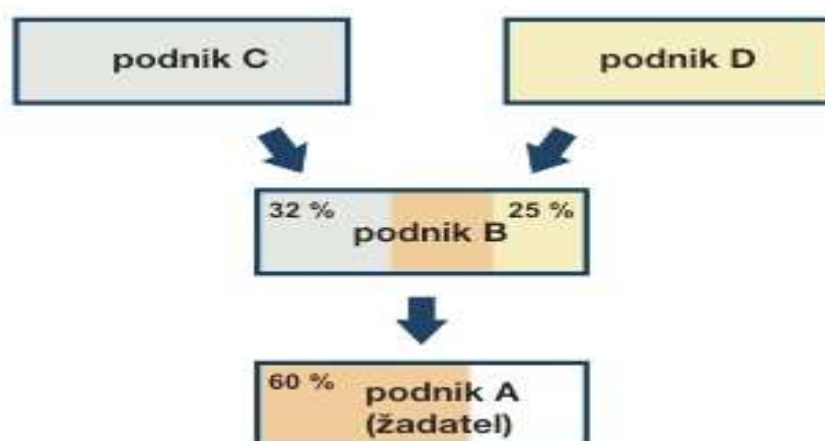 podnik C
podnik D
32 %
25 %
podnik B
60 %
podnik A
(žadatel)